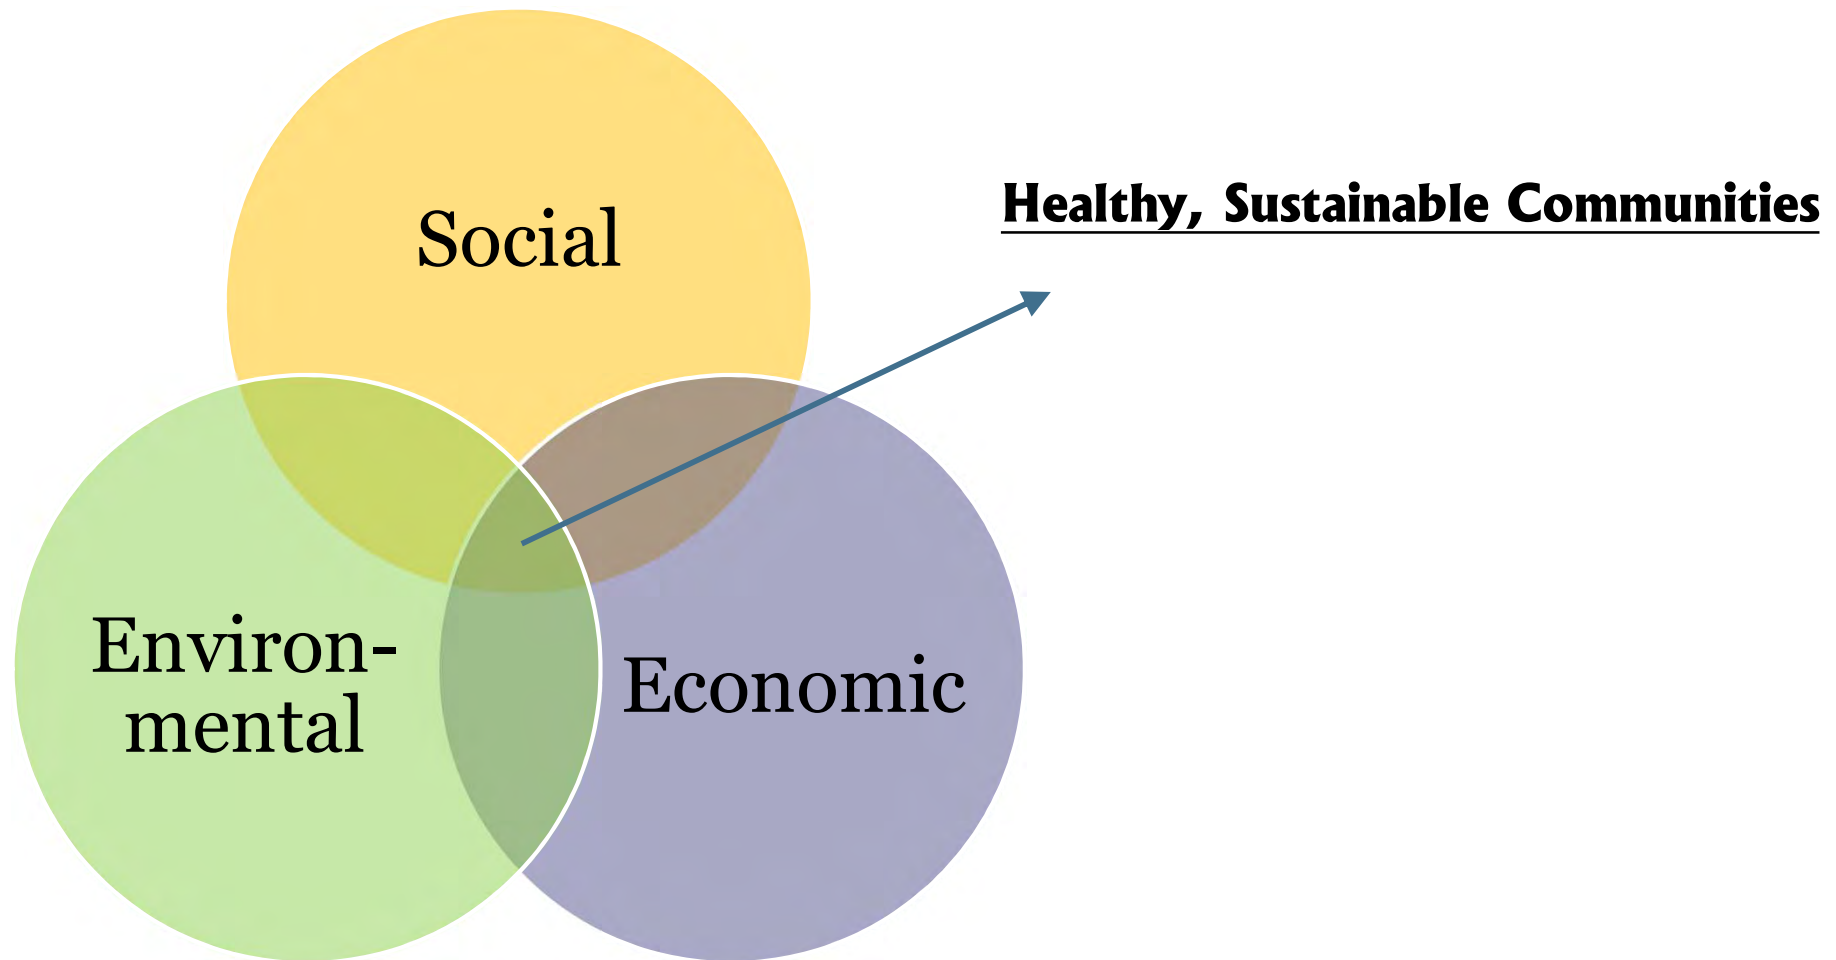 Social
Healthy, Sustainable Communities
Environ-
mental
Economic